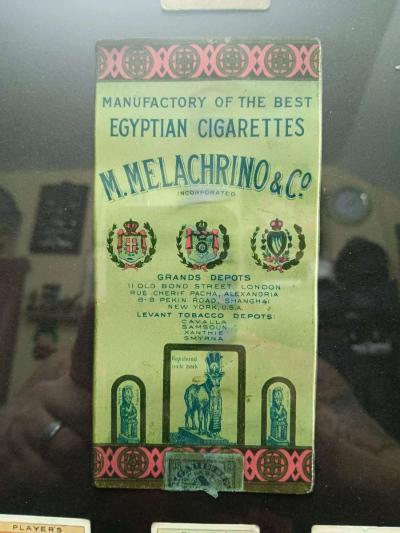 MANUFACTORY OF THE BEST
EGYPTIAN CIGARETTES
M. MELACHRINO & Cº
INCORPORATED
GRANDS DEPOTS
11 OLD BOND STREET, LONDON
RUE CHERIF PACHA, ALEXANDRIA
8-B PEKIN ROAD, SHANGHAI
NEW YORK, U.S.A.
LEVANT TOBACCO DEPOTS:
CAVALLA
SAMSOUN
XANTHIE
SMYRNA
Registered
trade mark
PLAYER'S